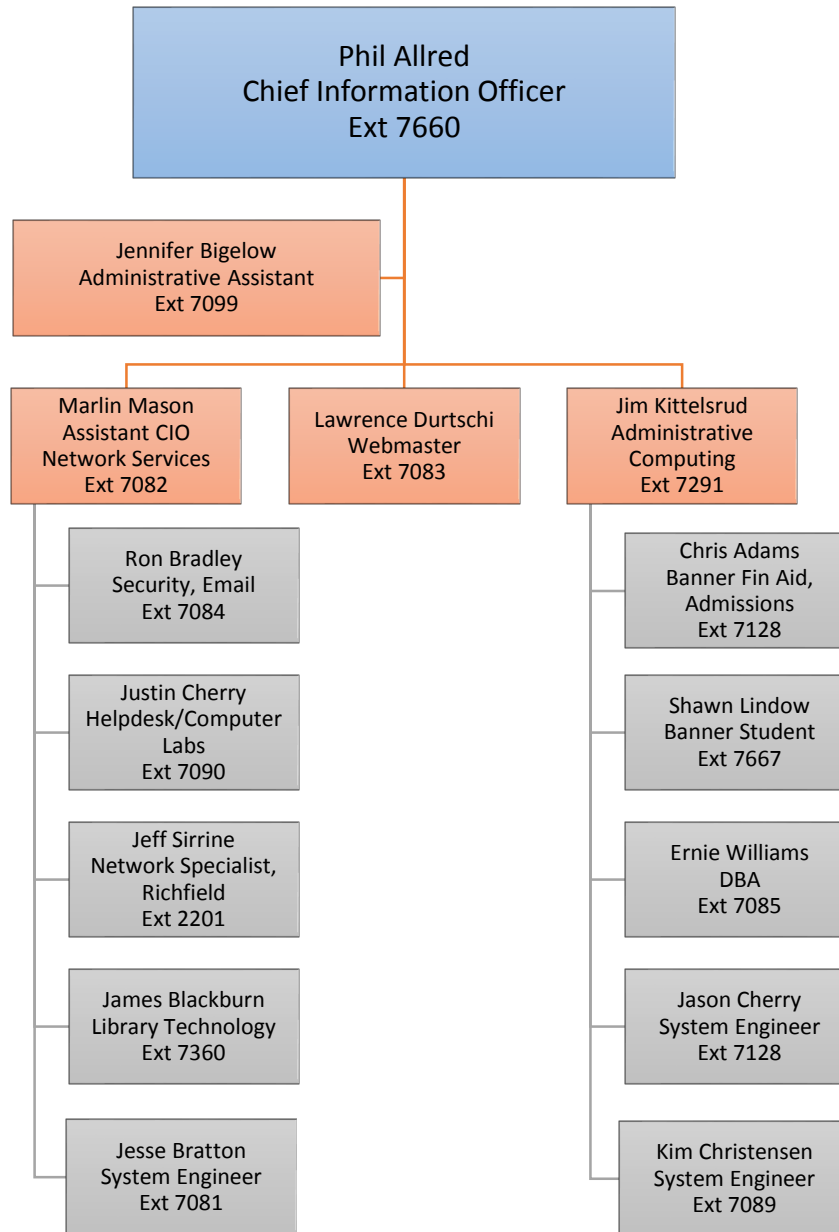 Phil Allred
Chief Information Officer
Ext 7660
Jennifer Bigelow
Administrative Assistant
Ext 7099
Marlin Mason
Assistant CIO
Network Services
Ext 7082
Lawrence Durtschi
Webmaster
Ext 7083
Jim Kittelsrud
Administrative
Computing
Ext 7291
Ron Bradley
Security, Email
Ext 7084
Justin Cherry
Helpdesk/Computer
Labs
Ext 7090
Jeff Sirrine
Network Specialist,
Richfield
Ext 2201
James Blackburn
Library Technology
Ext 7360
Jesse Bratton
System Engineer
Ext 7081
Chris Adams
Banner Fin Aid,
Admissions
Ext 7128
Shawn Lindow
Banner Student
Ext 7667
Ernie Williams
DBA
Ext 7085
Jason Cherry
System Engineer
Ext 7128
Kim Christensen
System Engineer
Ext 7089